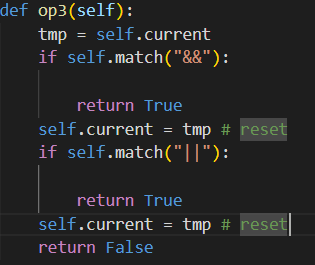 def op3(self):
    tmp = self.current
    if self.match("&&"):
        return True
    self.current = tmp # reset
    if self.match("||"):
        return True
    self.current = tmp # reset
    return False